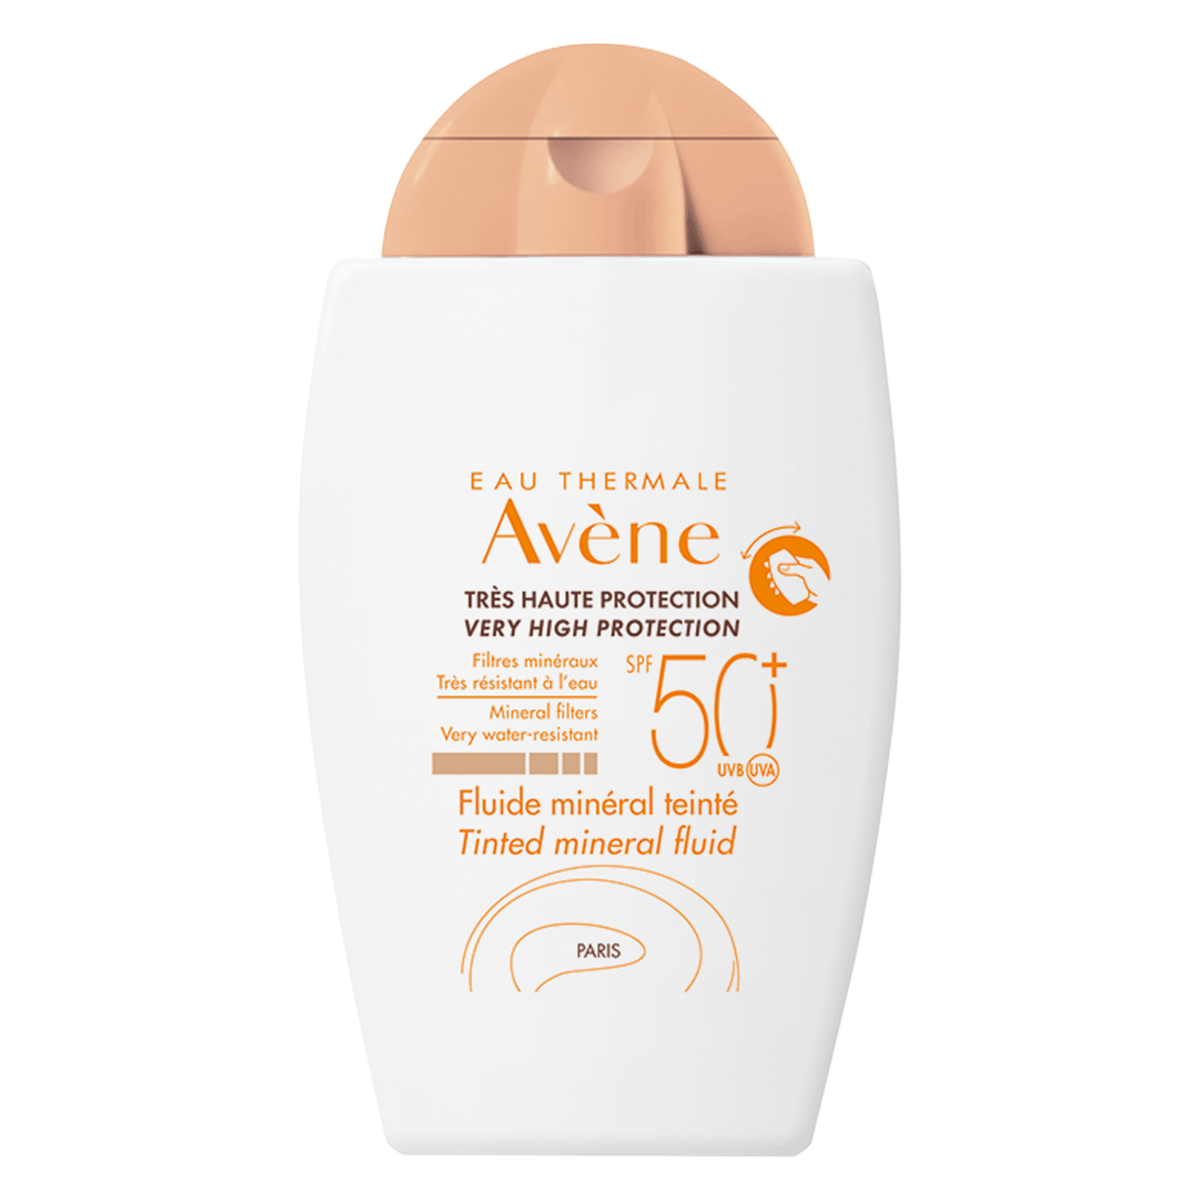 EAU THERMALE
Avène
TRÈS HAUTE PROTECTION
VERY HIGH PROTECTION
Filtres minéraux
Très résistant à l'eau
Mineral filters
Very water-resistant
SPF 50+
UVB UVA
Fluide minéral teinté
Tinted mineral fluid
PARIS